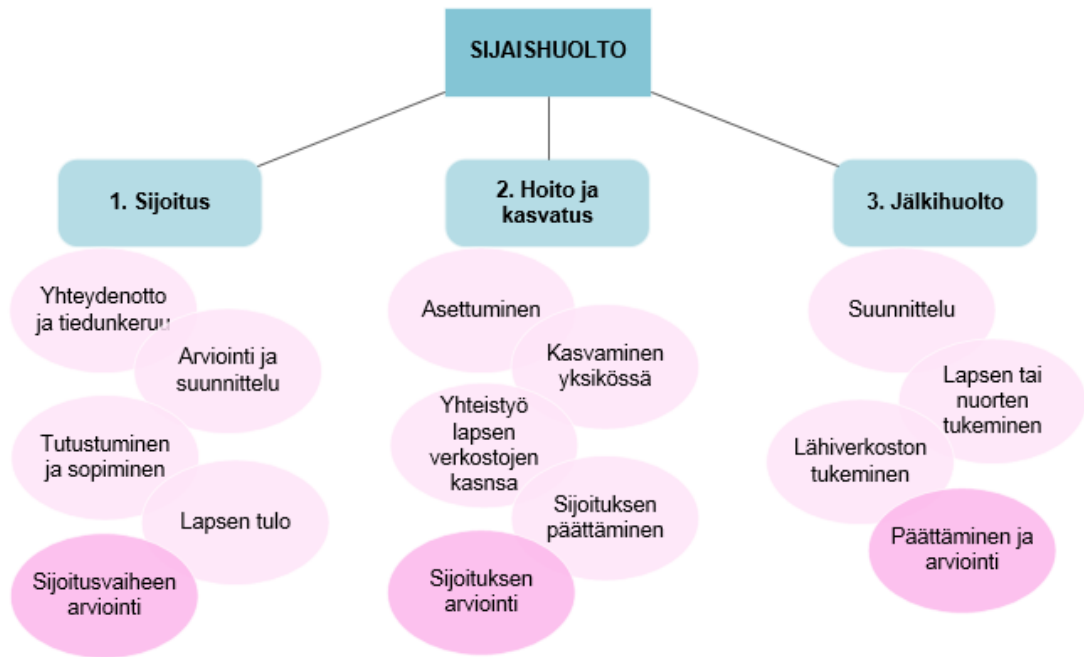 SIJAISHUOLTO
1. Sijoitus
Yhteydenotto
ja tiedunkeruu
Arviointi ja
suunnittelu
Tutustuminen
ja sopiminen
Lapsen tulo
Sijoitusvaiheen
arviointi
2. Hoito ja
kasvatus
Asettuminen
Kasvaminen
yksikössä
Yhteistyö
lapsen
verkostojen
kasnsa
Sijoituksen
päättäminen
Sijoituksen
arviointi
3. Jälkihuolto
Suunnittelu
Lapsen tai
nuorten
tukeminen
Lähiverkoston
tukeminen
Päättäminen ja
arviointi